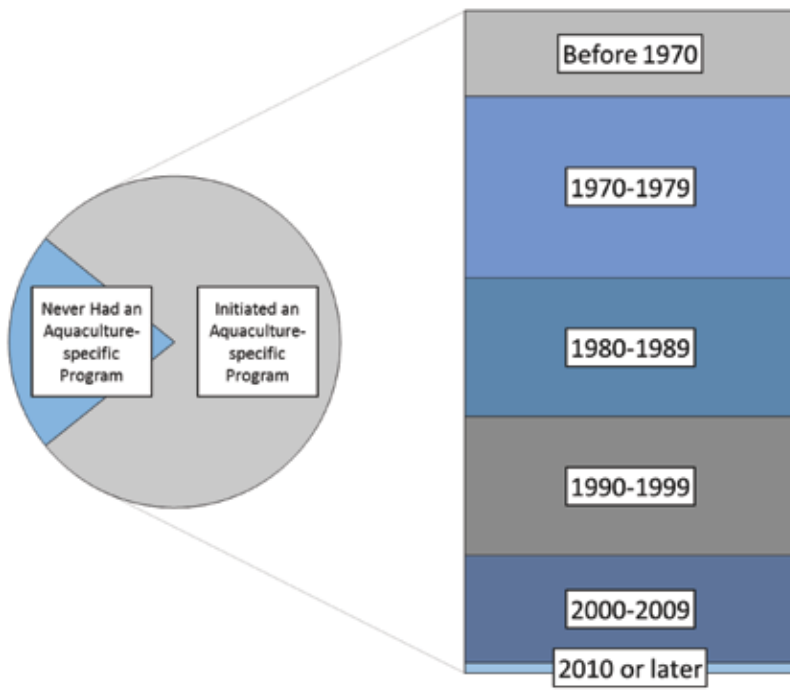 Never Had an
Aquaculture-
specific
Program
Initiated an
Aquaculture-
specific
Program
Before 1970
1970-1979
1980-1989
1990-1999
2000-2009
2010 or later